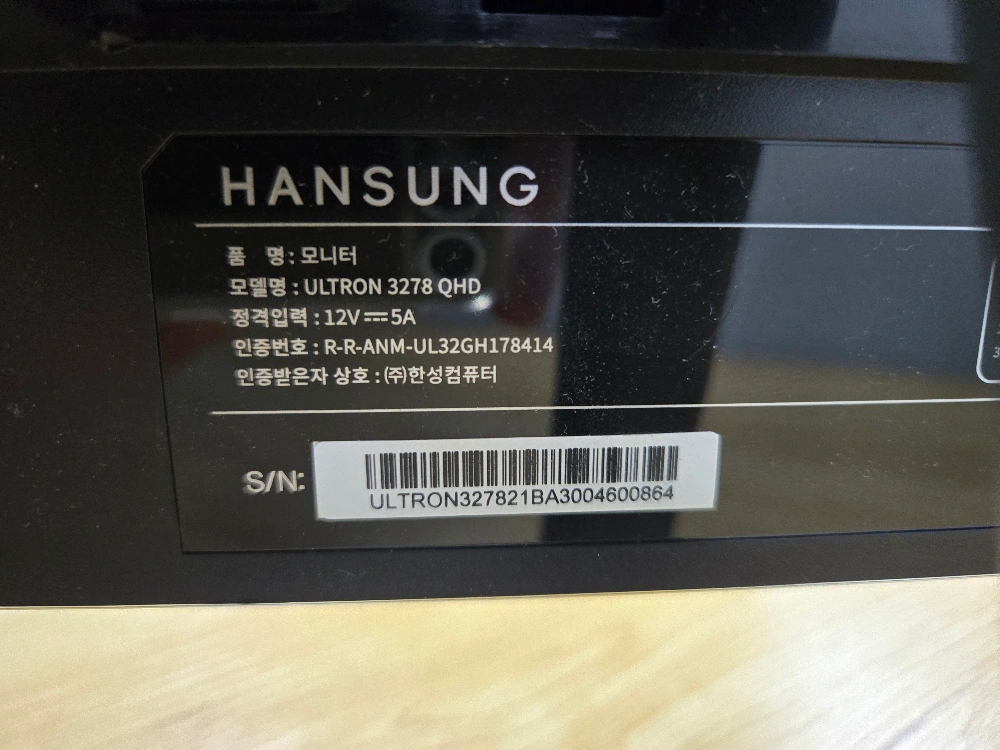 HANSUNG
품 명 : 모니터
모델명 : ULTRON 3278 QHD
정격입력 : 12V⎓5A
인증번호 : R-R-ANM-UL32GH178414
인증받은자 상호 : (주)한성컴퓨터
S/N:
ULTRON327821BA3004600864